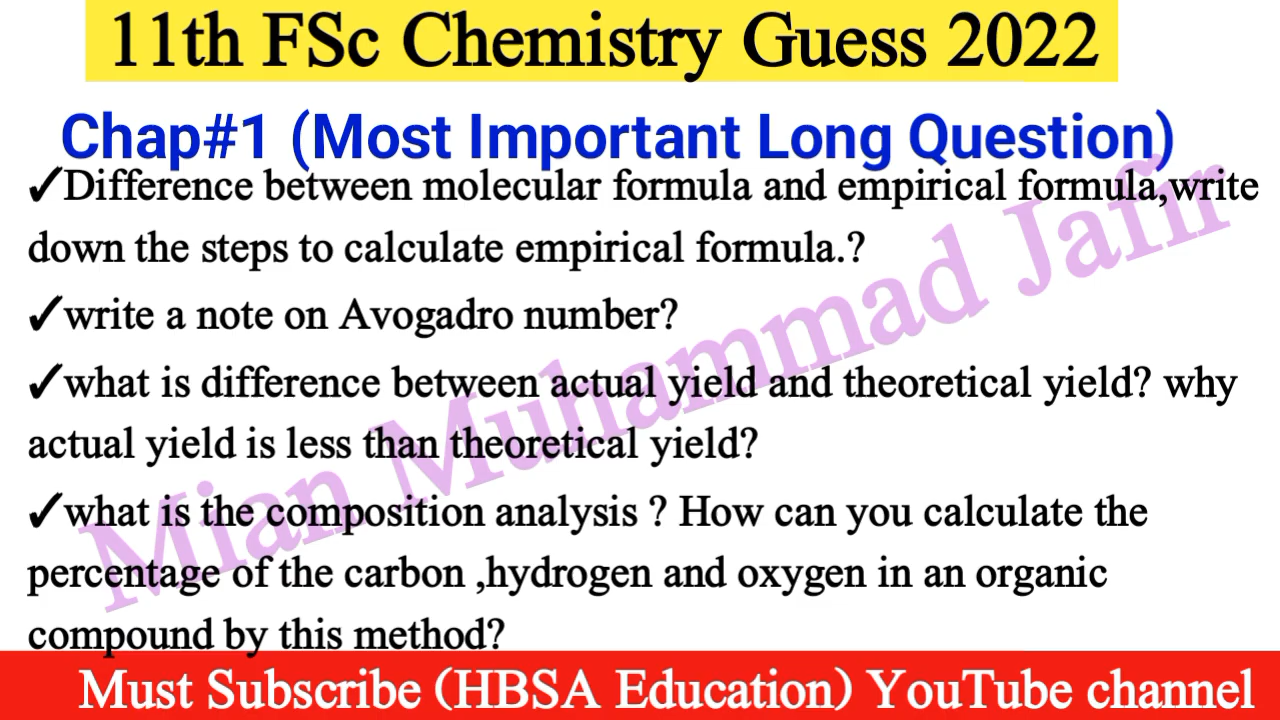 11th FSc Chemistry Guess 2022
Chap#1 (Most Important Long Question)
✓Difference between molecular formula and empirical formula,write
down the steps to calculate empirical formula.?
✓write a note on Avogadro number?
✓what is difference between actual yield and theoretical yield? why
actual yield is less than theoretical yield?
✓what is the composition analysis ? How can you calculate the
percentage of the carbon ,hydrogen and oxygen in an organic
compound by this method?
Mian Muhammad Jafir
Must Subscribe (HBSA Education) YouTube channel